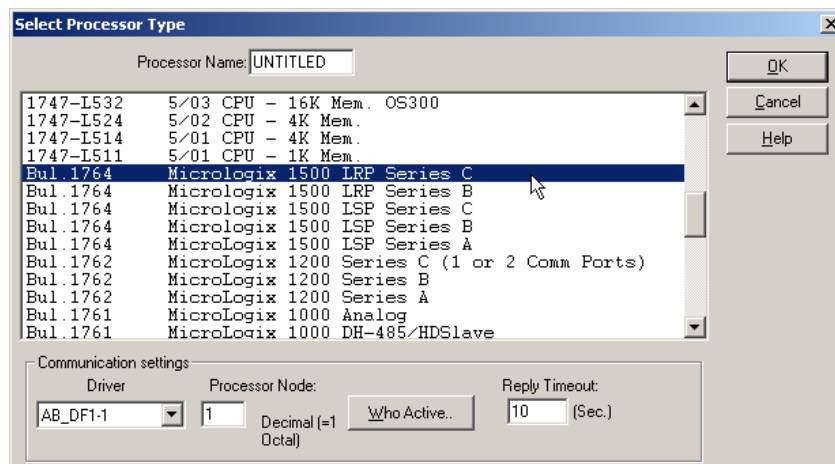 Select Processor Type
Processor Name: UNTITLED
OK
Cancel
Help
1747-L532 5/03 CPU - 16K Mem. OS300
1747-L524 5/02 CPU - 4K Mem.
1747-L514 5/01 CPU - 4K Mem.
1747-L511 5/01 CPU - 1K Mem.
Bul.1764 Micrologix 1500 LRP Series C
Bul.1764 MicroLogix 1500 LRP Series B
Bul.1764 MicroLogix 1500 LSP Series C
Bul.1764 MicroLogix 1500 LSP Series B
Bul.1764 MicroLogix 1500 LSP Series A
Bul.1762 MicroLogix 1200 Series C (1 or 2 Comm Ports)
Bul.1762 MicroLogix 1200 Series B
Bul.1762 MicroLogix 1200 Series A
Bul.1761 MicroLogix 1000 Analog
Bul.1761 MicroLogix 1000 DH-485/HDSlave
Communication settings
Driver
Processor Node:
Reply Timeout:
AB_DF1-1
1
Decimal (=1
Octal)
Who Active..
10
(Sec.)